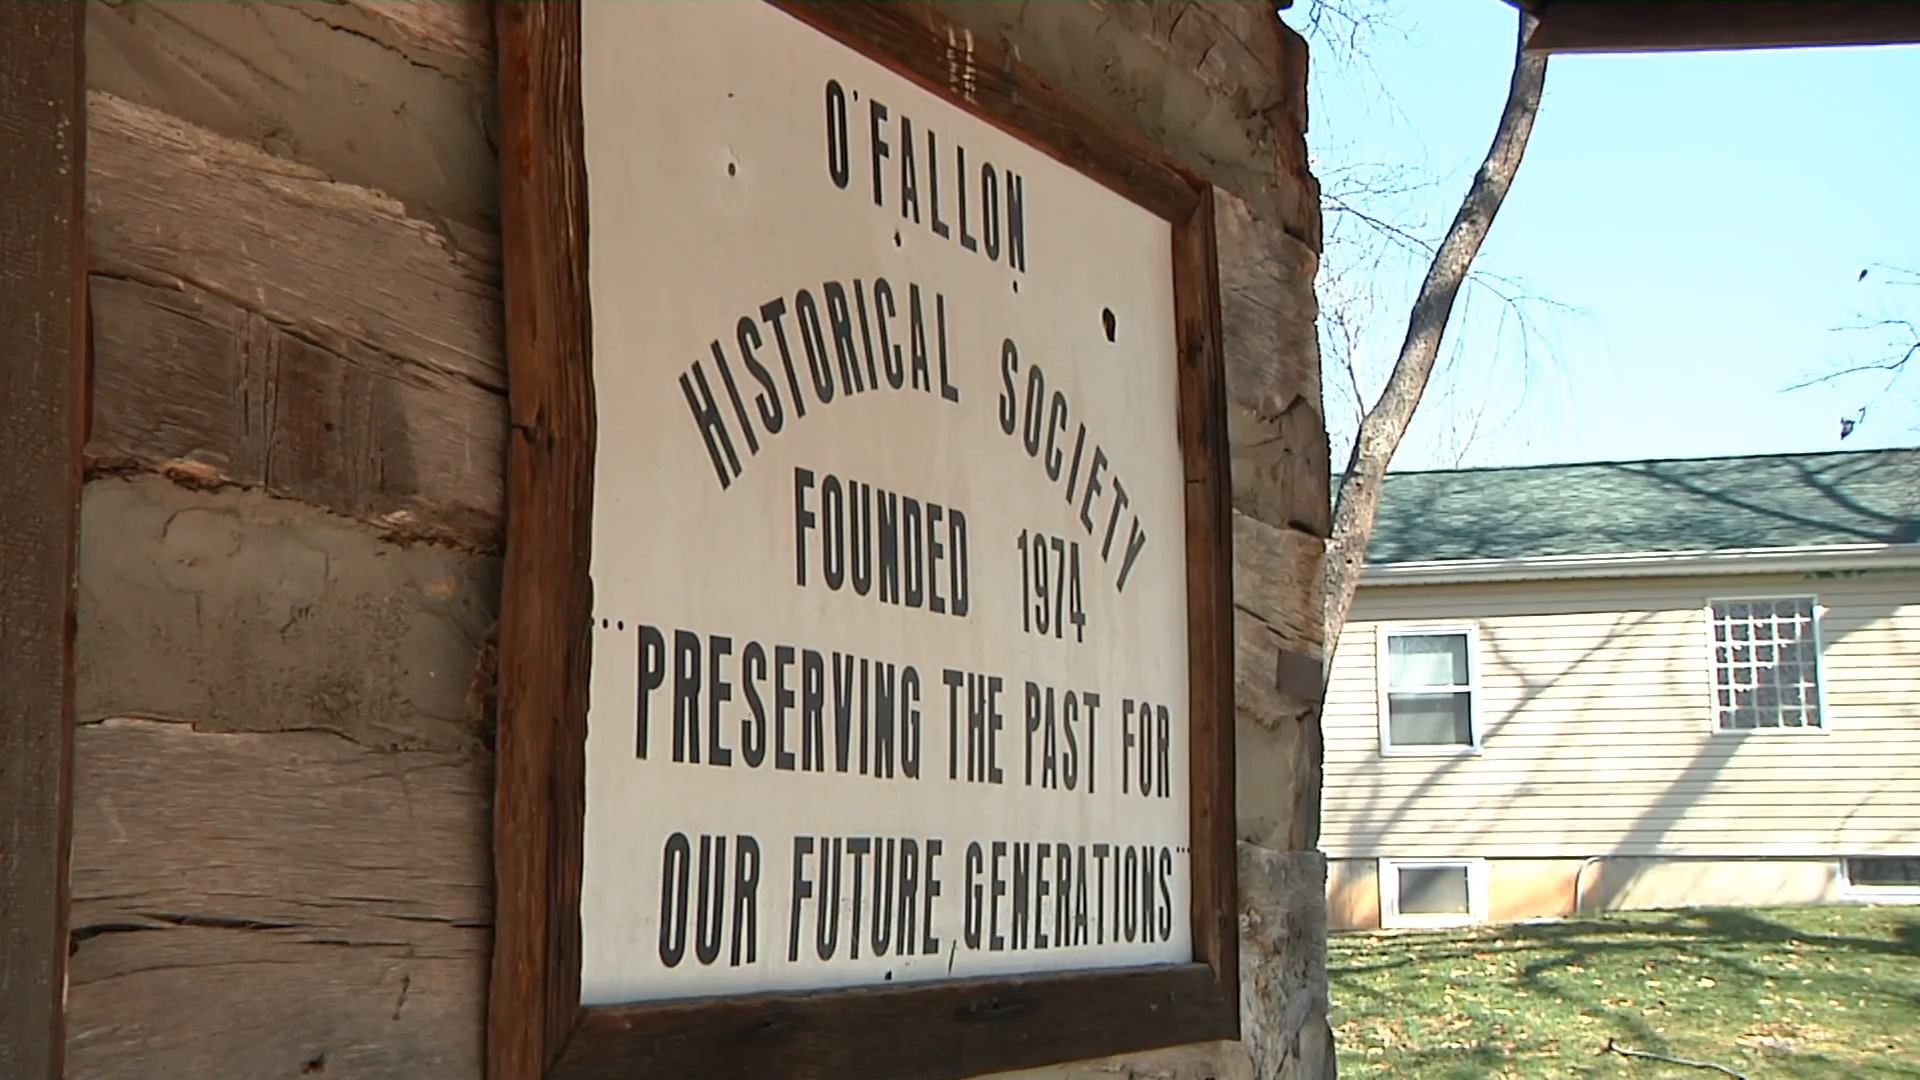 O'FALLON
HISTORICAL SOCIETY
FOUNDED 1974
"PRESERVING THE PAST FOR
OUR FUTURE GENERATIONS"